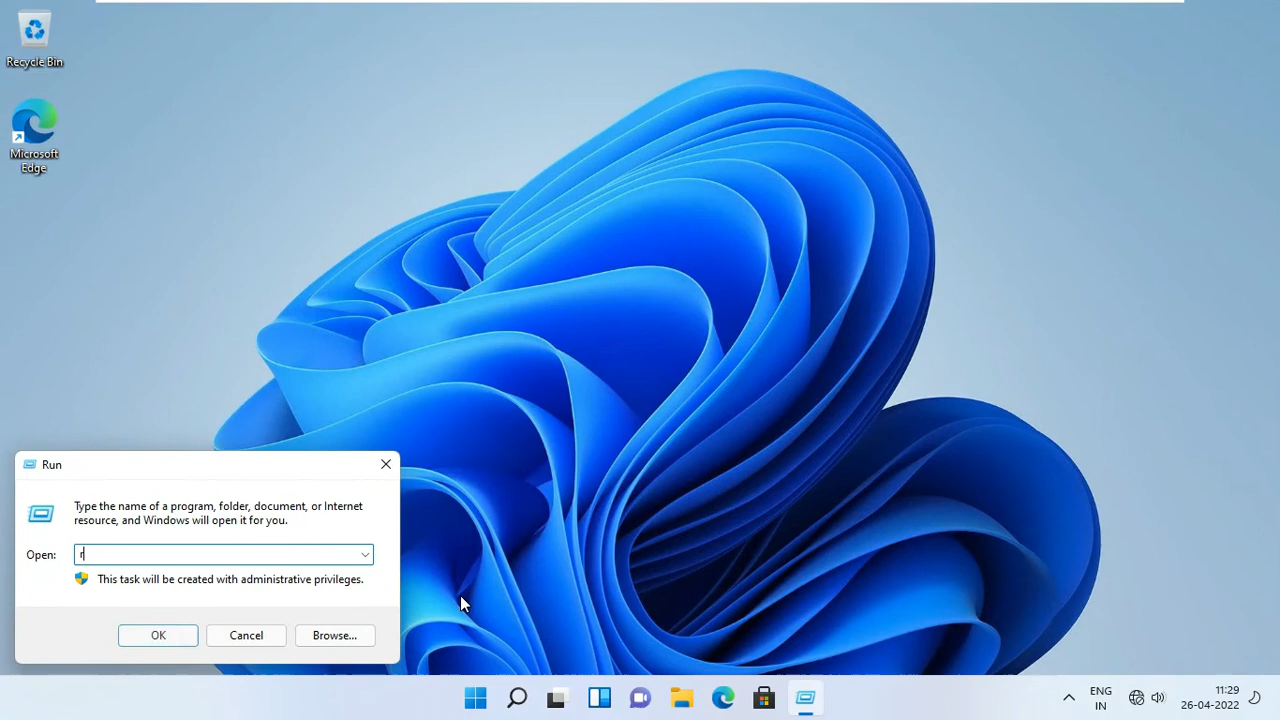 Recycle Bin
Microsoft
Edge
Run
Type the name of a program, folder, document, or Internet
resource, and Windows will open it for you.
Open: r
This task will be created with administrative privileges.
OK Cancel Browse...
ENG
IN
11:29
26-04-2022